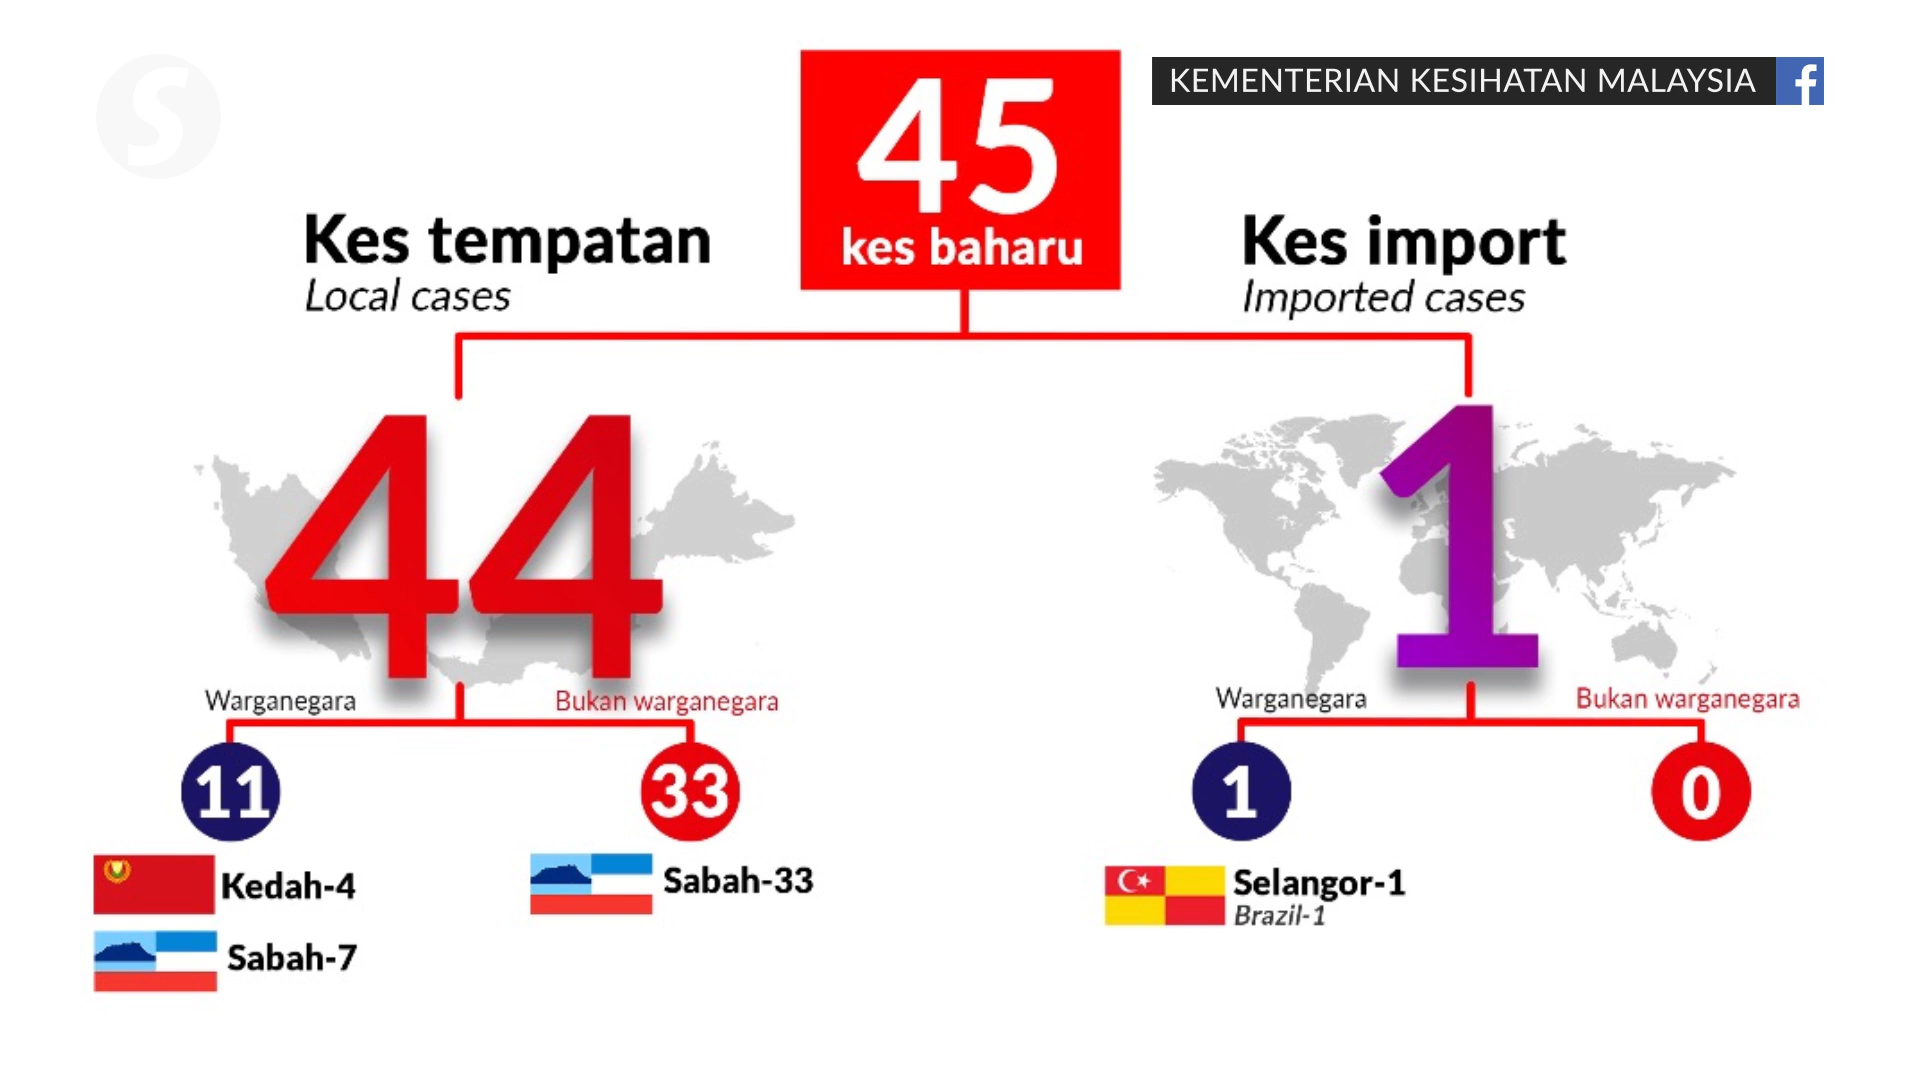 S
KEMENTERIAN KESIHATAN MALAYSIA f
45
kes baharu
Kes tempatan
Local cases
Kes import
Imported cases
44
Warganegara
Bukan warganegara
11
33
Kedah-4
Sabah-7
Sabah-33
1
Warganegara
Bukan warganegara
1
0
Selangor-1
Brazil-1